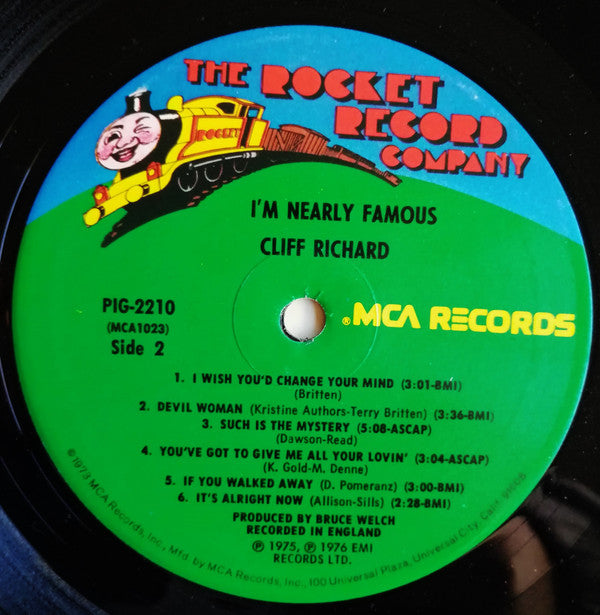 THE ROCKET
RECORD
COMPANY
ROCKET
I'M NEARLY FAMOUS
CLIFF RICHARD
PIG-2210
(MCA1023)
Side 2
®MCA RECORDS
1. I WISH YOU'D CHANGE YOUR MIND (3:01-BMI)
(Britten)
2. DEVIL WOMAN (Kristine Authors-Terry Britten) (3:36-BMI)
3. SUCH IS THE MYSTERY (5:08-ASCAP)
(Dawson-Read)
4. YOU'VE GOT TO GIVE ME ALL YOUR LOVIN' (3:04-ASCAP)
(K. Gold-M. Denne)
5. IF YOU WALKED AWAY (D. Pomeranz) (3:00-BMI)
6. IT'S ALRIGHT NOW (Allison-Sills) (2:28-BMI)
PRODUCED BY BRUCE WELCH
RECORDED IN ENGLAND
℗ 1975, ℗ 1976 EMI
RECORDS LTD.
©1973 MCA Records, Inc., Mfd. by MCA Records, Inc., 100 Universal Plaza, Universal City, Calif. 91608